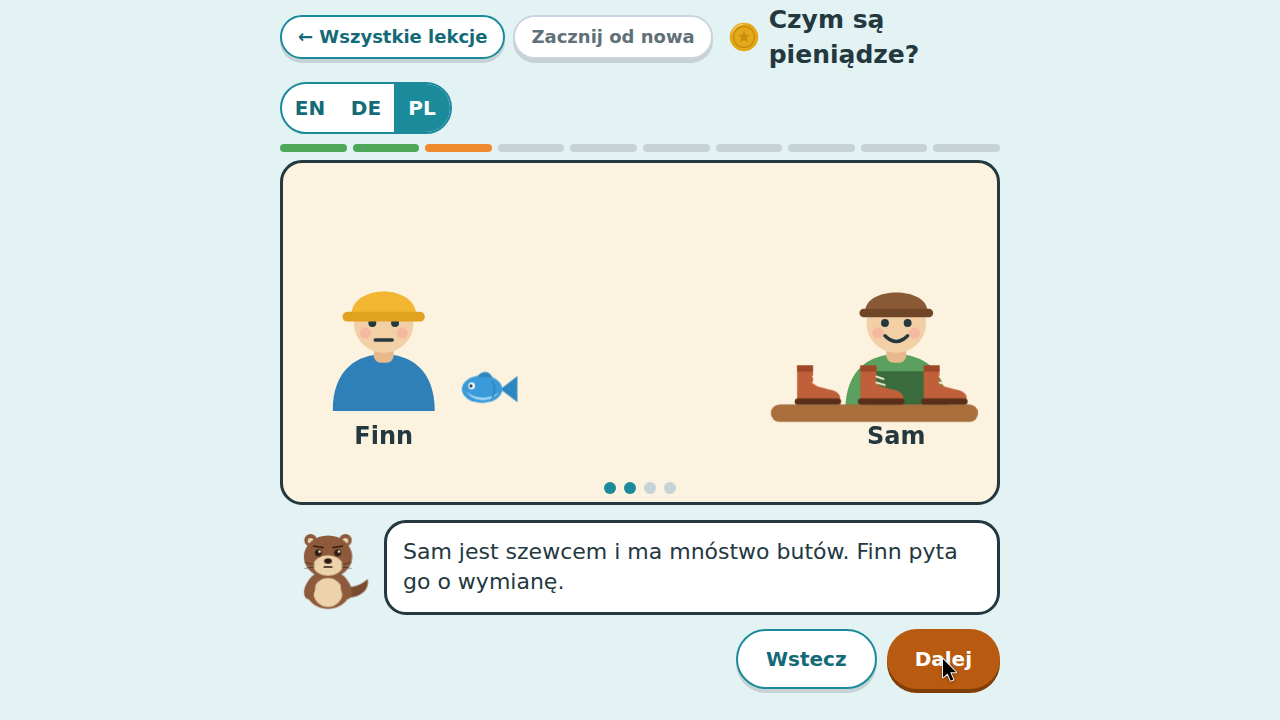 ← Wszystkie lekcje
Zacznij od nowa
Czym są
pieniądze?
EN DE PL
Finn
Sam
Sam jest szewcem i ma mnóstwo butów. Finn pyta
go o wymianę.
Wstecz
Dalej